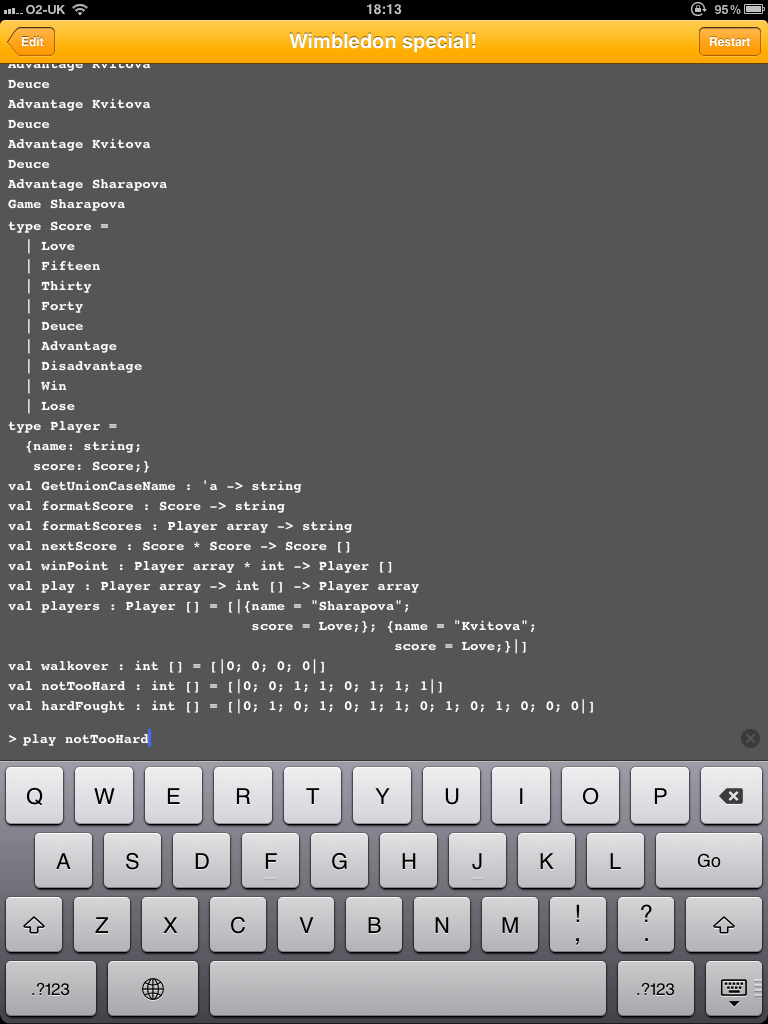 O2-UK 18:13 95%
Edit Wimbledon special! Restart
Advantage Kvitova
Deuce
Advantage Kvitova
Deuce
Advantage Kvitova
Deuce
Advantage Sharapova
Game Sharapova
type Score =
  | Love
  | Fifteen
  | Thirty
  | Forty
  | Deuce
  | Advantage
  | Disadvantage
  | Win
  | Lose
type Player =
  {name: string;
   score: Score;}
val GetUnionCaseName : 'a -> string
val formatScore : Score -> string
val formatScores : Player array -> string
val nextScore : Score * Score -> Score []
val winPoint : Player array * int -> Player []
val play : Player array -> int [] -> Player array
val players : Player [] = [|{name = "Sharapova";
                             score = Love;}; {name = "Kvitova";
                                              score = Love;}|]
val walkover : int [] = [|0; 0; 0; 0|]
val notTooHard : int [] = [|0; 0; 1; 1; 0; 1; 1; 1|]
val hardFought : int [] = [|0; 1; 0; 1; 0; 1; 1; 0; 1; 0; 1; 0; 0; 0|]
> play notTooHard
Q W E R T Y U I O P
A S D F G H J K L Go
Z X C V B N M ! , ? .
.?123 .?123